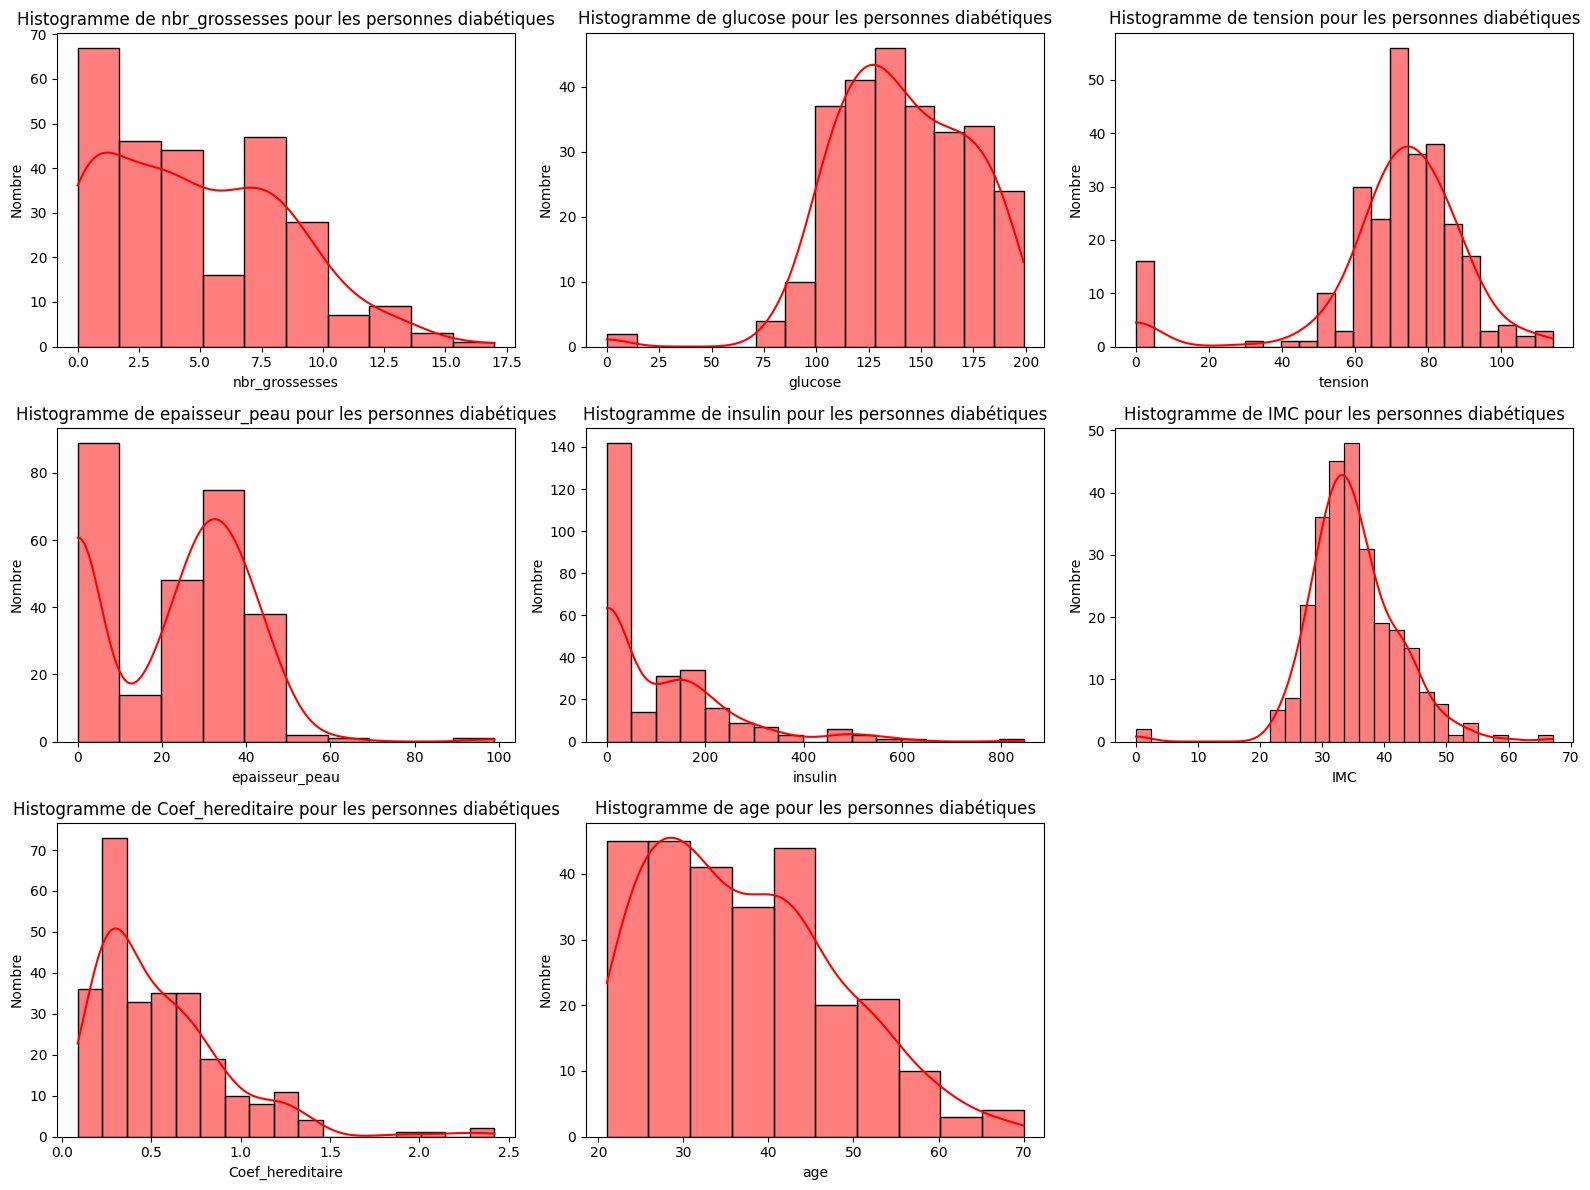 Histogramme de nbr_grossesses pour les personnes diabétiques
Nombre
70
60
50
40
30
20
10
0
0.0 2.5 5.0 7.5 10.0 12.5 15.0 17.5
nbr_grossesses
Histogramme de glucose pour les personnes diabétiques
Nombre
40
30
20
10
0
0 25 50 75 100 125 150 175 200
glucose
Histogramme de tension pour les personnes diabétiques
Nombre
50
40
30
20
10
0
0 20 40 60 80 100
tension
Histogramme de epaisseur_peau pour les personnes diabétiques
Nombre
80
60
40
20
0
0 20 40 60 80 100
epaisseur_peau
Histogramme de insulin pour les personnes diabétiques
Nombre
140
120
100
80
60
40
20
0
0 200 400 600 800
insulin
Histogramme de IMC pour les personnes diabétiques
Nombre
50
40
30
20
10
0
0 10 20 30 40 50 60 70
IMC
Histogramme de Coef_hereditaire pour les personnes diabétiques
Nombre
70
60
50
40
30
20
10
0
0.0 0.5 1.0 1.5 2.0 2.5
Coef_hereditaire
Histogramme de age pour les personnes diabétiques
Nombre
40
30
20
10
0
20 30 40 50 60 70
age